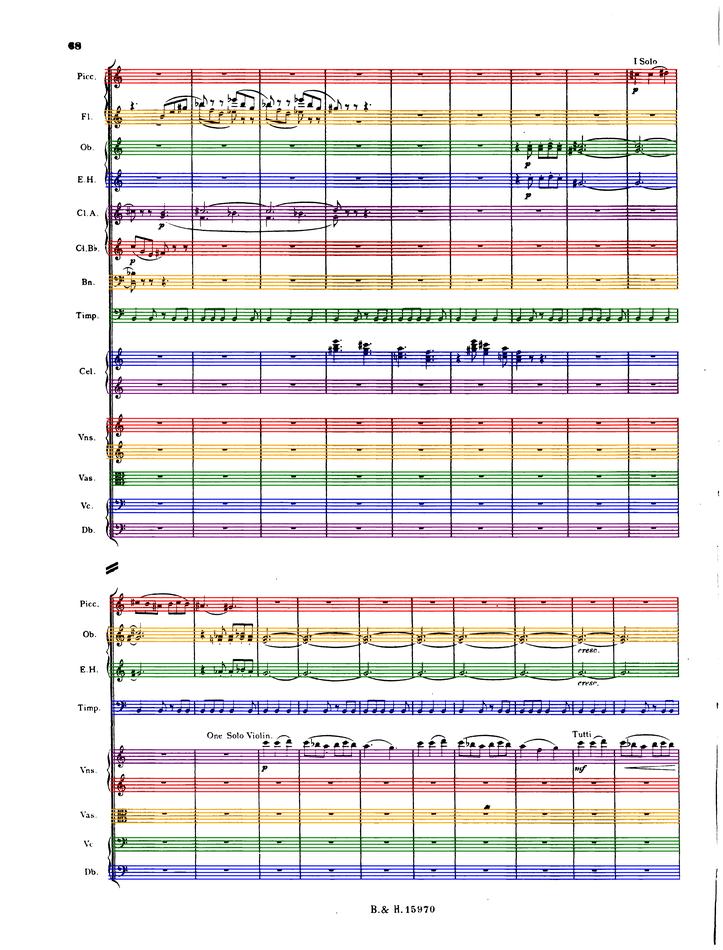 68
I Solo
Picc.
p
Fl.
Ob.
p
E.H.
p
Cl.A.
p
Cl.Bb.
p
Bn.
Timp.
Cel.
Vns.
Vas.
Vc.
Db.
Picc.
Ob.
cresc.
E.H.
cresc.
Timp.
One Solo Violin.
Tutti
Vns.
p
mf
Vas.
Vc
Db.
B.& H.15970